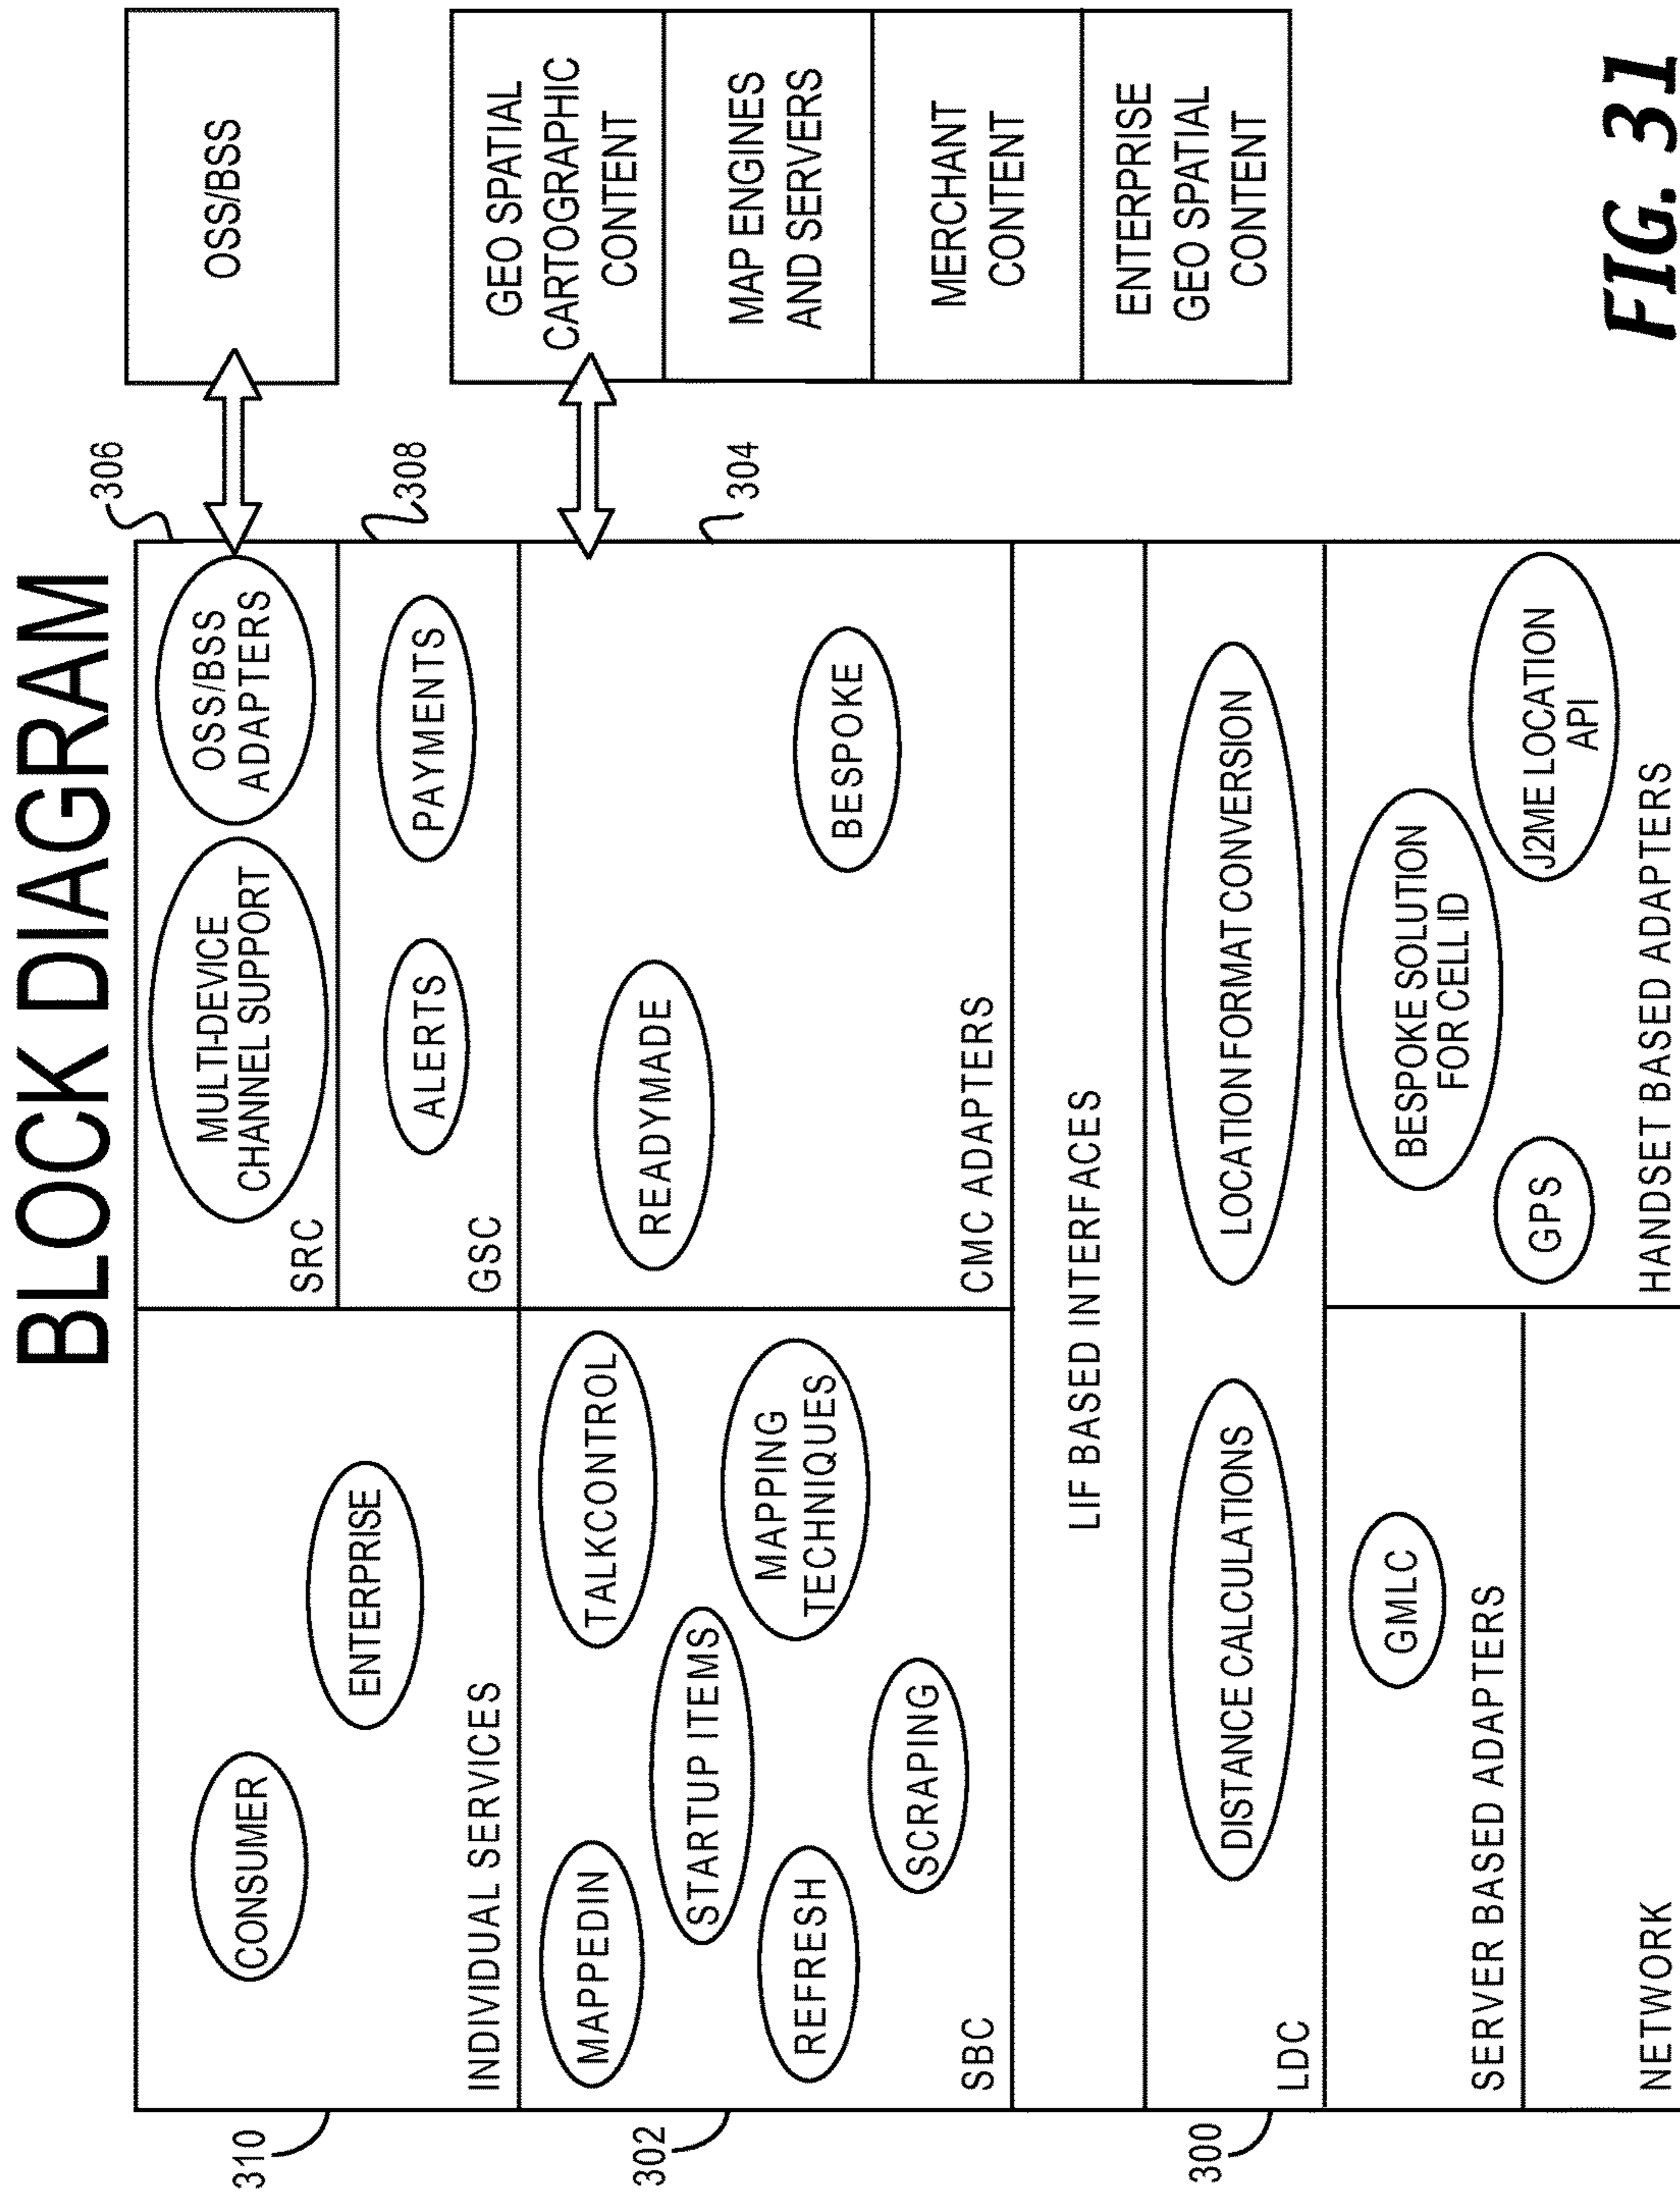 BLOCK DIAGRAM
310
CONSUMER
ENTERPRISE
INDIVIDUAL SERVICES
MULTI-DEVICE
CHANNEL SUPPORT
OSS/BSS
ADAPTERS
SRC
306
OSS/BSS
ALERTS
PAYMENTS
GSC
308
302
MAPPEDIN
TALKCONTROL
STARTUP ITEMS
REFRESH
MAPPING
TECHNIQUES
SCRAPING
SBC
READYMADE
BESPOKE
CMC ADAPTERS
304
GEO SPATIAL
CARTOGRAPHIC
CONTENT
MAP ENGINES
AND SERVERS
MERCHANT
CONTENT
ENTERPRISE
GEO SPATIAL
CONTENT
LIF BASED INTERFACES
300
DISTANCE CALCULATIONS
LOCATION FORMAT CONVERSION
LDC
GMLC
SERVER BASED ADAPTERS
BESPOKE SOLUTION
FOR CELL ID
GPS
J2ME LOCATION
API
NETWORK
HANDSET BASED ADAPTERS
FIG. 31